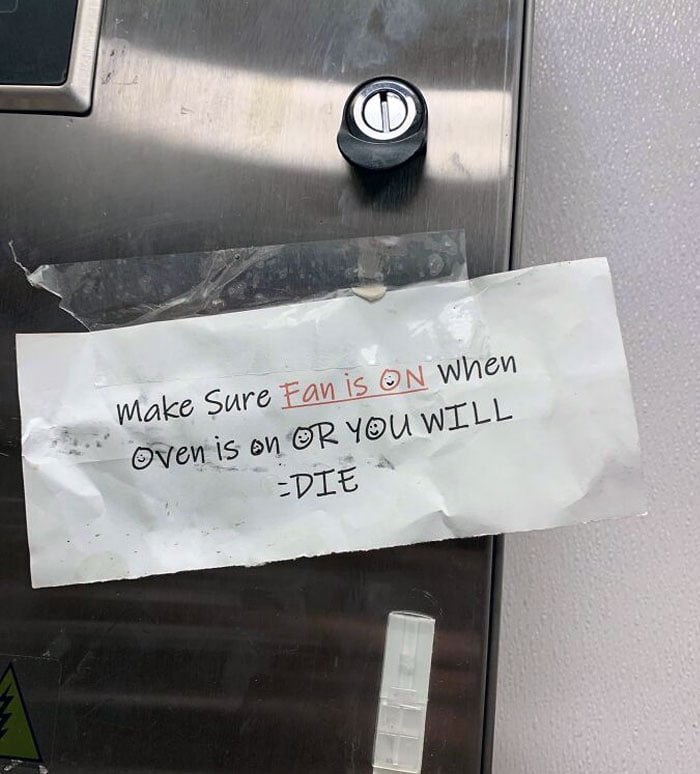 make Sure Fan is ON when
Oven is on OR YOU WILL
=DIE